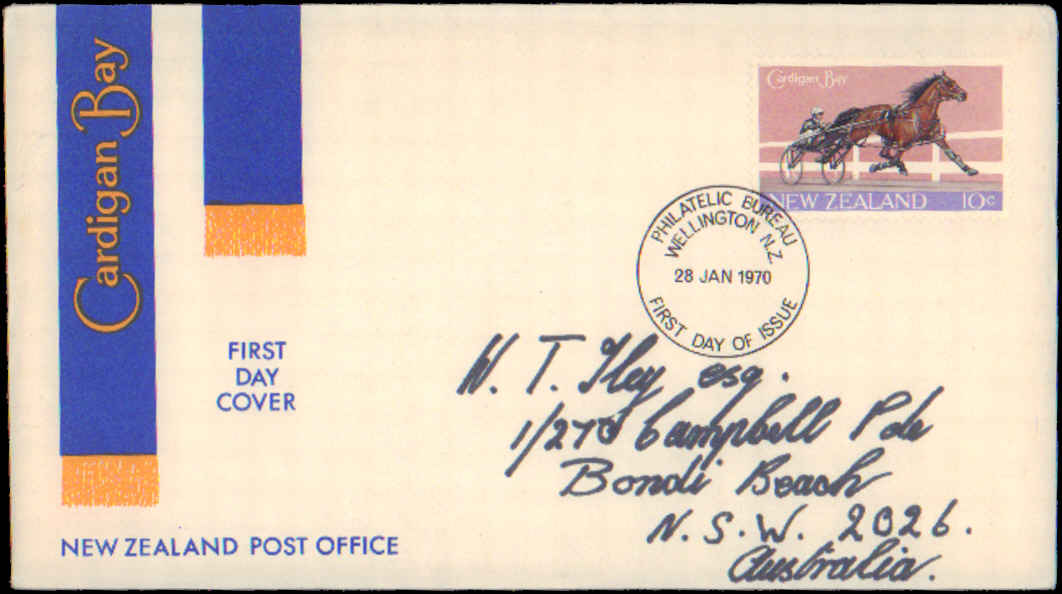 Cardigan Bay
FIRST
DAY
COVER
NEW ZEALAND POST OFFICE
Cardigan Bay
NEW ZEALAND 10c
PHILATELIC BUREAU
WELLINGTON N.Z.
28 JAN 1970
FIRST DAY OF ISSUE
W. T. esq.
Campbell Pde
Bondi Beach
N.S.W. 2026.
Australia.